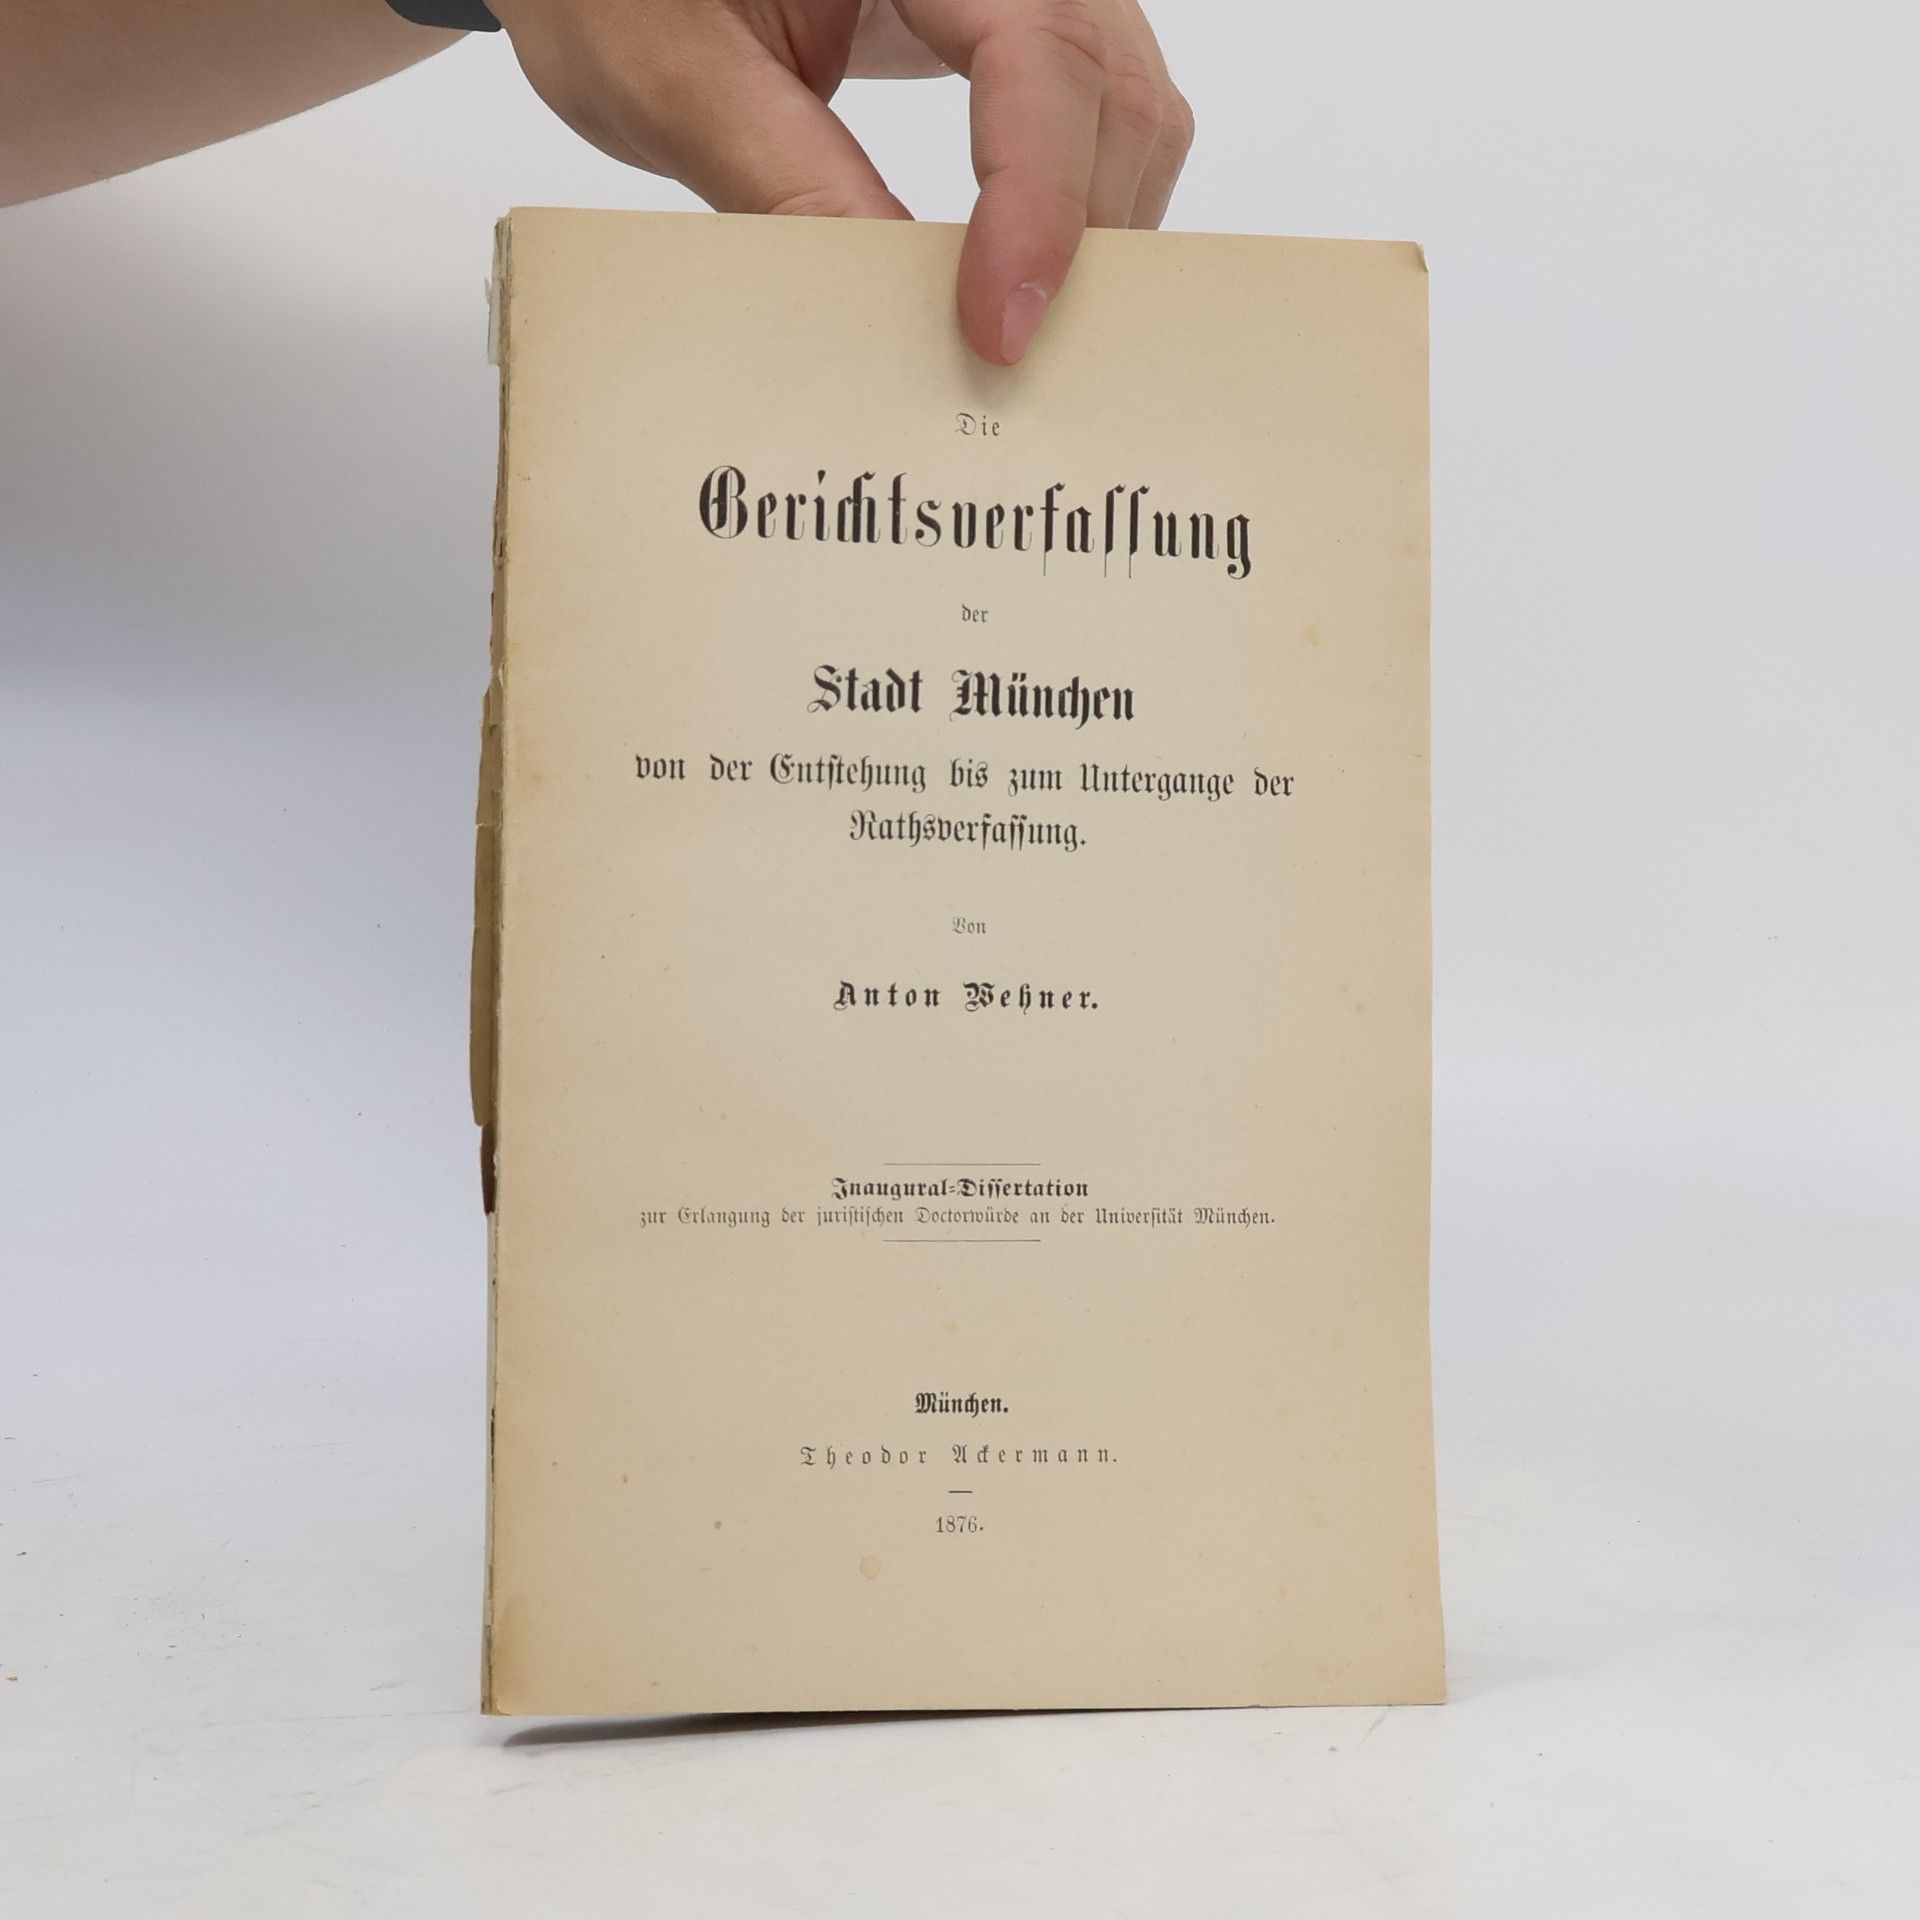 Die
Gerichtsverfassung
der
Stadt München
von der Entstehung bis zum Untergange der
Rathsverfassung.
Von
Anton Wehner.
Inaugural-Dissertation
zur Erlangung der juristischen Doctorwürde an der Universität München.
München.
Theodor Ackermann.
1876.